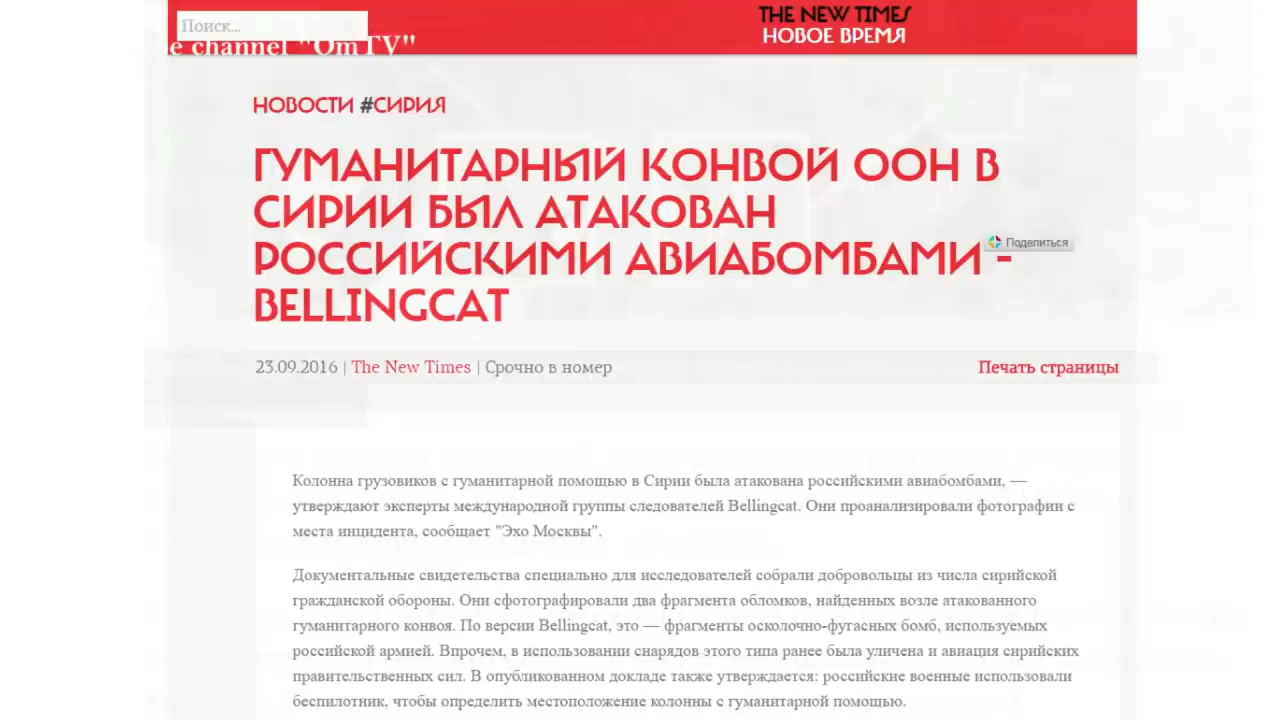 Поиск...
THE NEW TIMES
e channel "OmTV"
НОВОЕ ВРЕМЯ
НОВОСТИ #СИРИЯ
ГУМАНИТАРНЫЙ КОНВОЙ ООН В
СИРИИ БЫЛ АТАКОВАН
РОССИЙСКИМИ АВИАБОМБАМИ -
Поделиться
BELLINGCAT
23.09.2016 | The New Times | Срочно в номер
Печать страницы
Колонна грузовиков с гуманитарной помощью в Сирии была атакована российскими авиабомбами, —
утверждают эксперты международной группы следователей Bellingcat. Они проанализировали фотографии с
места инцидента, сообщает "Эхо Москвы".
Документальные свидетельства специально для исследователей собрали добровольцы из числа сирийской
гражданской обороны. Они сфотографировали два фрагмента обломков, найденных возле атакованного
гуманитарного конвоя. По версии Bellingcat, это — фрагменты осколочно-фугасных бомб, используемых
российской армией. Впрочем, в использовании снарядов этого типа ранее была уличена и авиация сирийских
правительственных сил. В опубликованном докладе также утверждается: российские военные использовали
беспилотник, чтобы определить местоположение колонны с гуманитарной помощью.